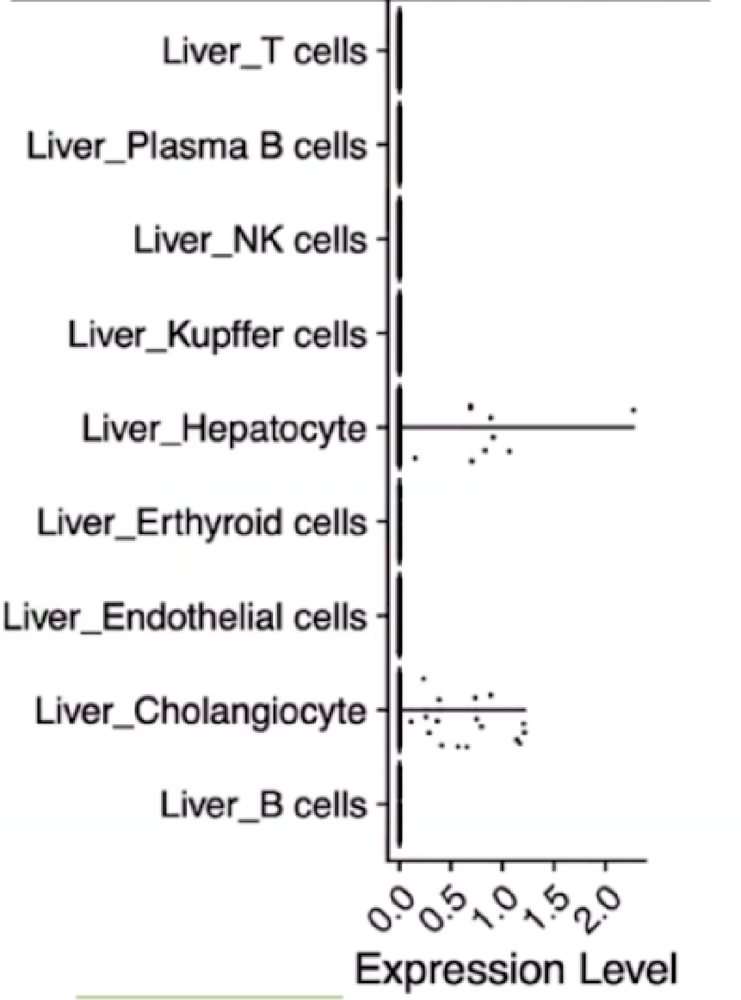 Liver_T cells
Liver_Plasma B cells
Liver_NK cells
Liver_Kupffer cells
Liver_Hepatocyte
Liver_Erthyroid cells
Liver_Endothelial cells
Liver_Cholangiocyte
Liver_B cells
0.0 0.5 1.0 1.5 2.0
Expression Level